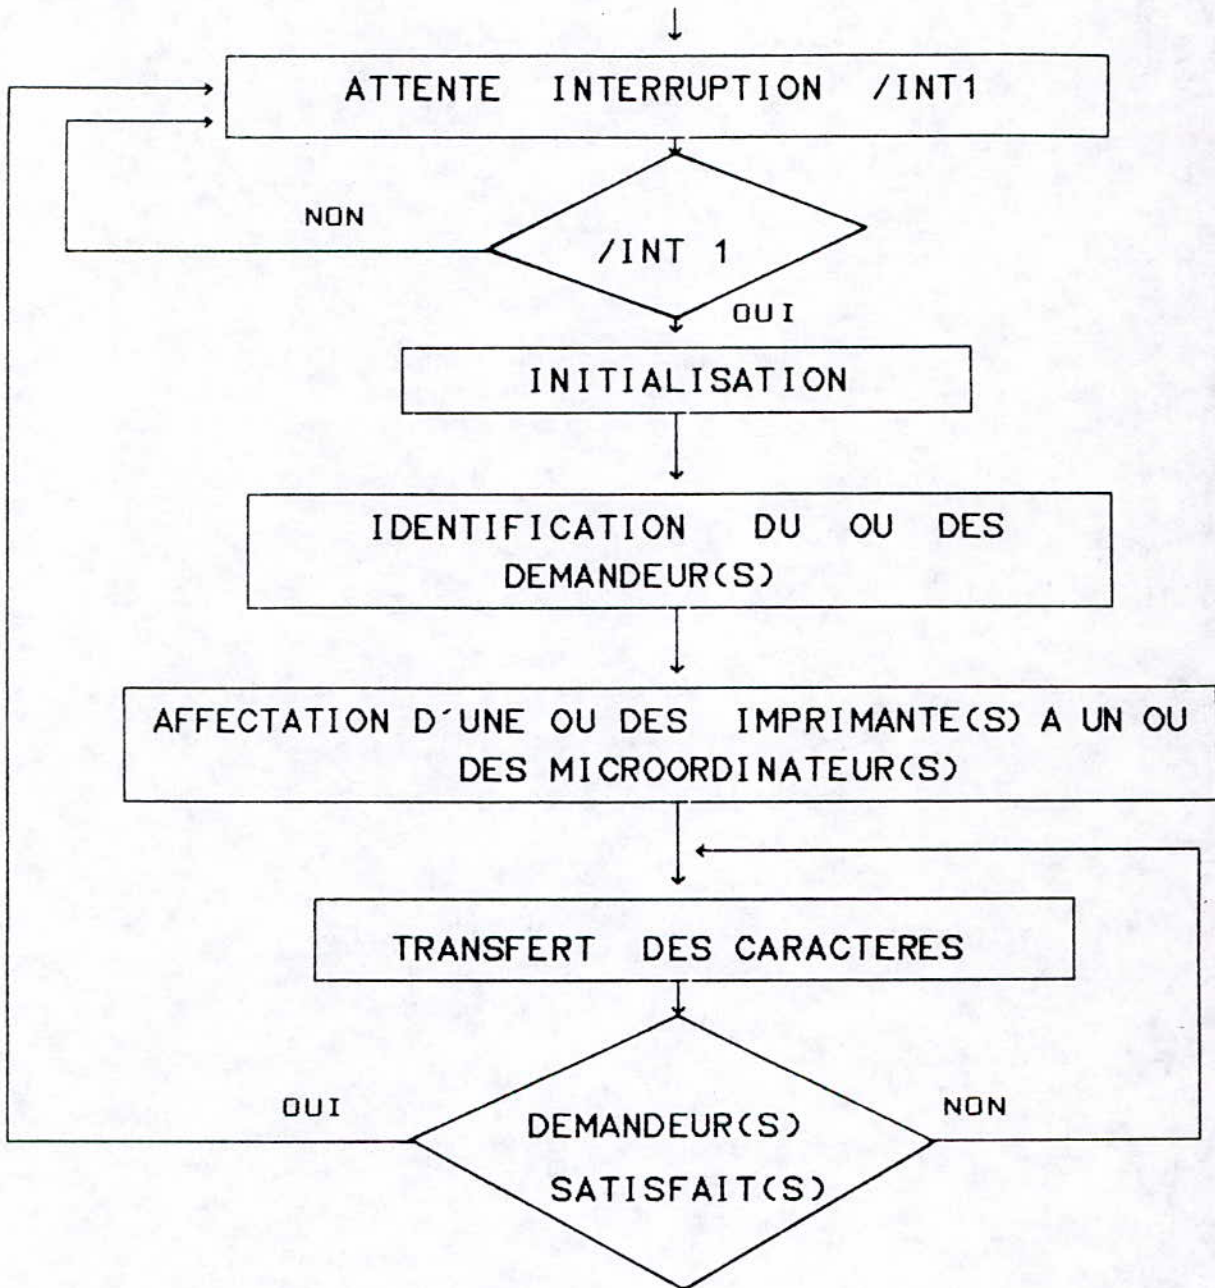 ATTENTE INTERRUPTION /INT1
NON
/INT 1
OUI
INITIALISATION
IDENTIFICATION DU OU DES
DEMANDEUR(S)
AFFECTATION D'UNE OU DES IMPRIMANTE(S) A UN OU
DES MICROORDINATEUR(S)
TRANSFERT DES CARACTERES
OUI
DEMANDEUR(S)
NON
SATISFAIT(S)